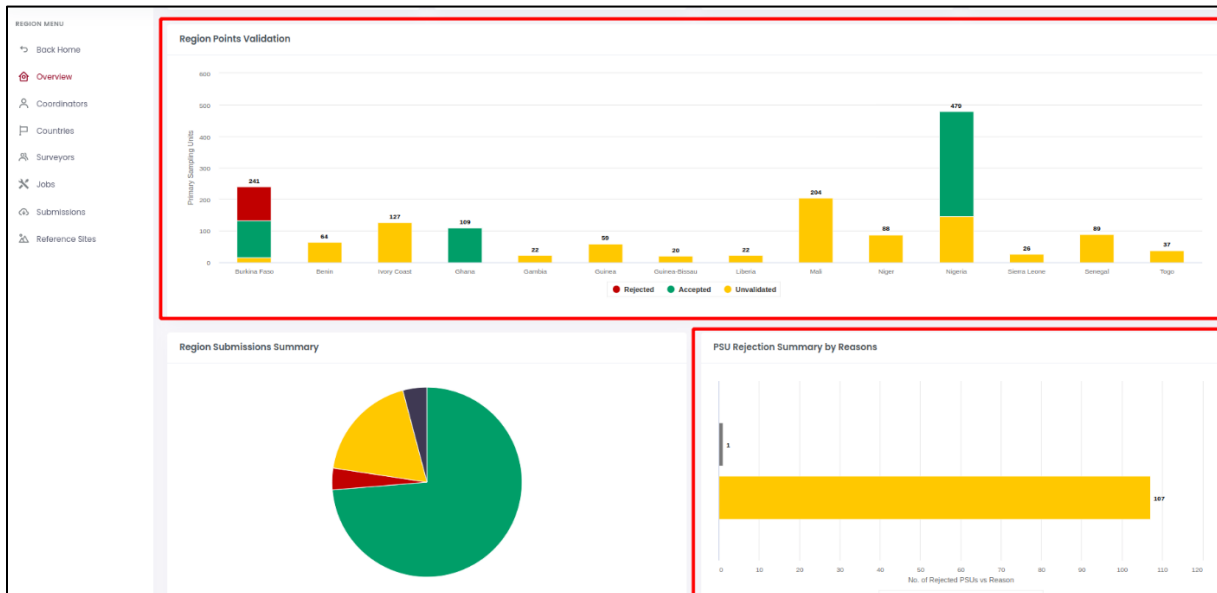 REGION MENU
Back Home
Overview
Coordinators
Countries
Surveyors
Jobs
Submissions
Reference Sites
Region Points Validation
Primary Sampling Units
600
500
400
300
200
100
0
241
64
127
109
22
59
20
22
204
88
479
26
89
37
Burkina Faso
Benin
Ivory Coast
Ghana
Gambia
Guinea
Guinea-Bissau
Liberia
Mali
Niger
Nigeria
Sierra Leone
Senegal
Togo
Rejected
Accepted
Unvalidated
Region Submissions Summary
PSU Rejection Summary by Reasons
1
107
0 10 20 30 40 50 60 70 80 90 100 110 120
No. of Rejected PSUs vs Reason